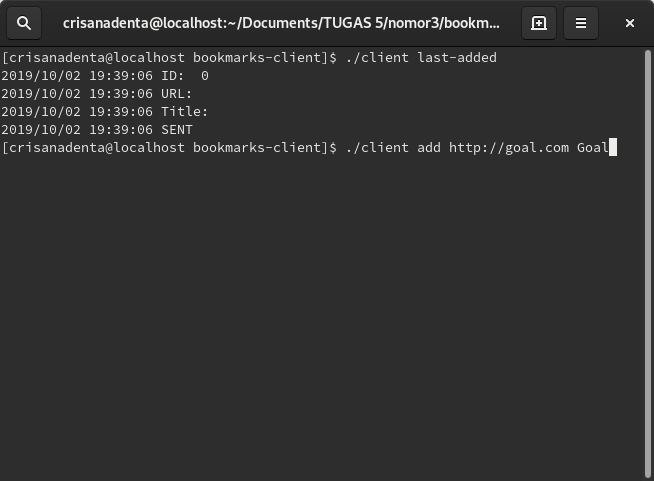 crisanadenta@localhost:~/Documents/TUGAS 5/nomor3/bookm...
[crisanadenta@localhost bookmarks-client]$ ./client last-added
2019/10/02 19:39:06 ID:  0
2019/10/02 19:39:06 URL:
2019/10/02 19:39:06 Title:
2019/10/02 19:39:06 SENT
[crisanadenta@localhost bookmarks-client]$ ./client add http://goal.com Goal